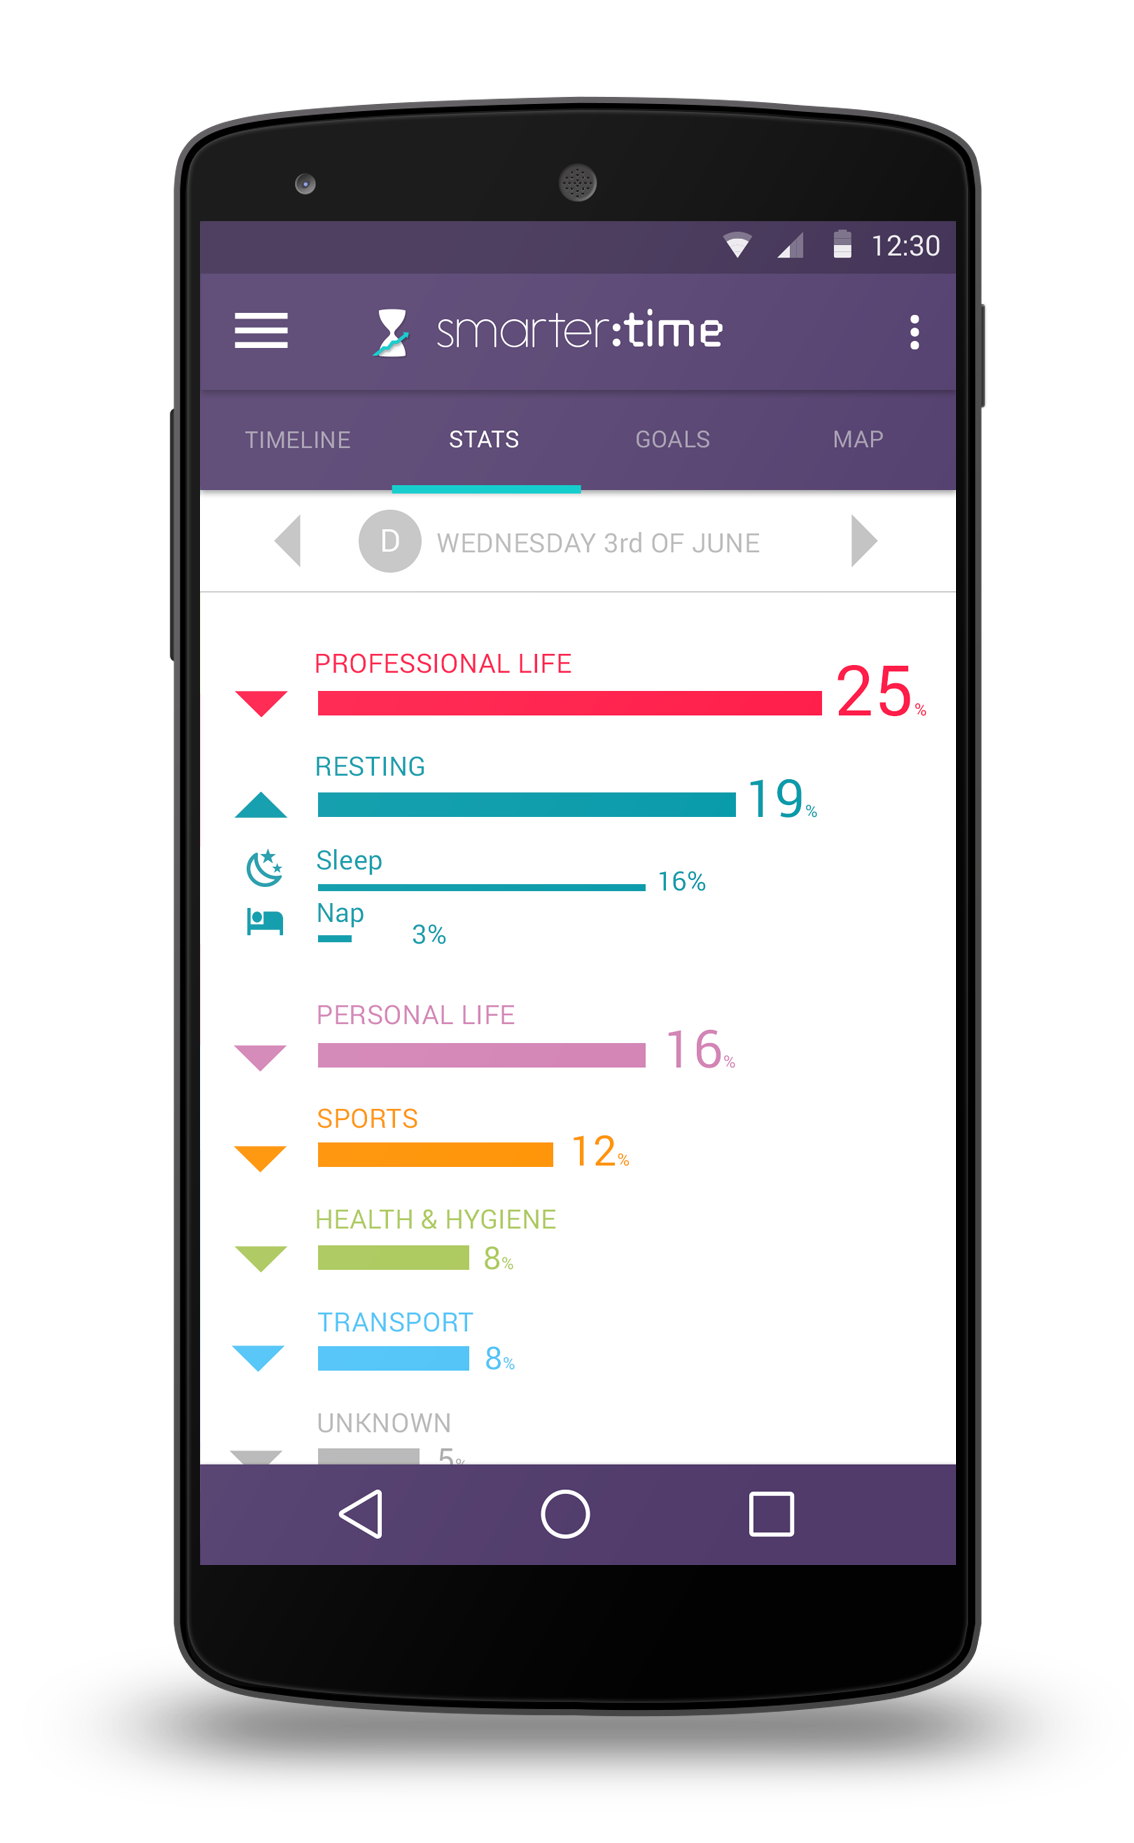 12:30
smarter:time
TIMELINE STATS GOALS MAP
D WEDNESDAY 3rd OF JUNE
PROFESSIONAL LIFE
25%
RESTING
19%
Sleep
16%
Nap
3%
PERSONAL LIFE
16%
SPORTS
12%
HEALTH & HYGIENE
8%
TRANSPORT
8%
UNKNOWN
5%